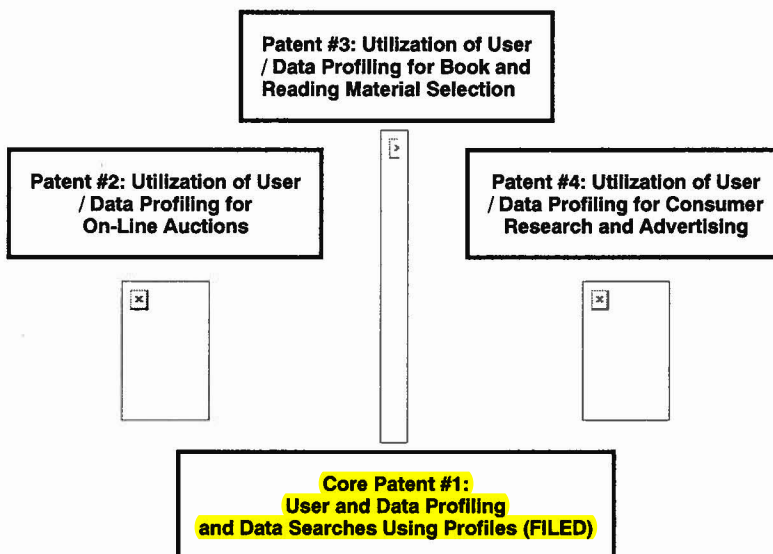 Patent #3: Utilization of User
/ Data Profiling for Book and
Reading Material Selection
Patent #2: Utilization of User
/ Data Profiling for
On-Line Auctions
Patent #4: Utilization of User
/ Data Profiling for Consumer
Research and Advertising
Core Patent #1:
User and Data Profiling
and Data Searches Using Profiles (FILED)